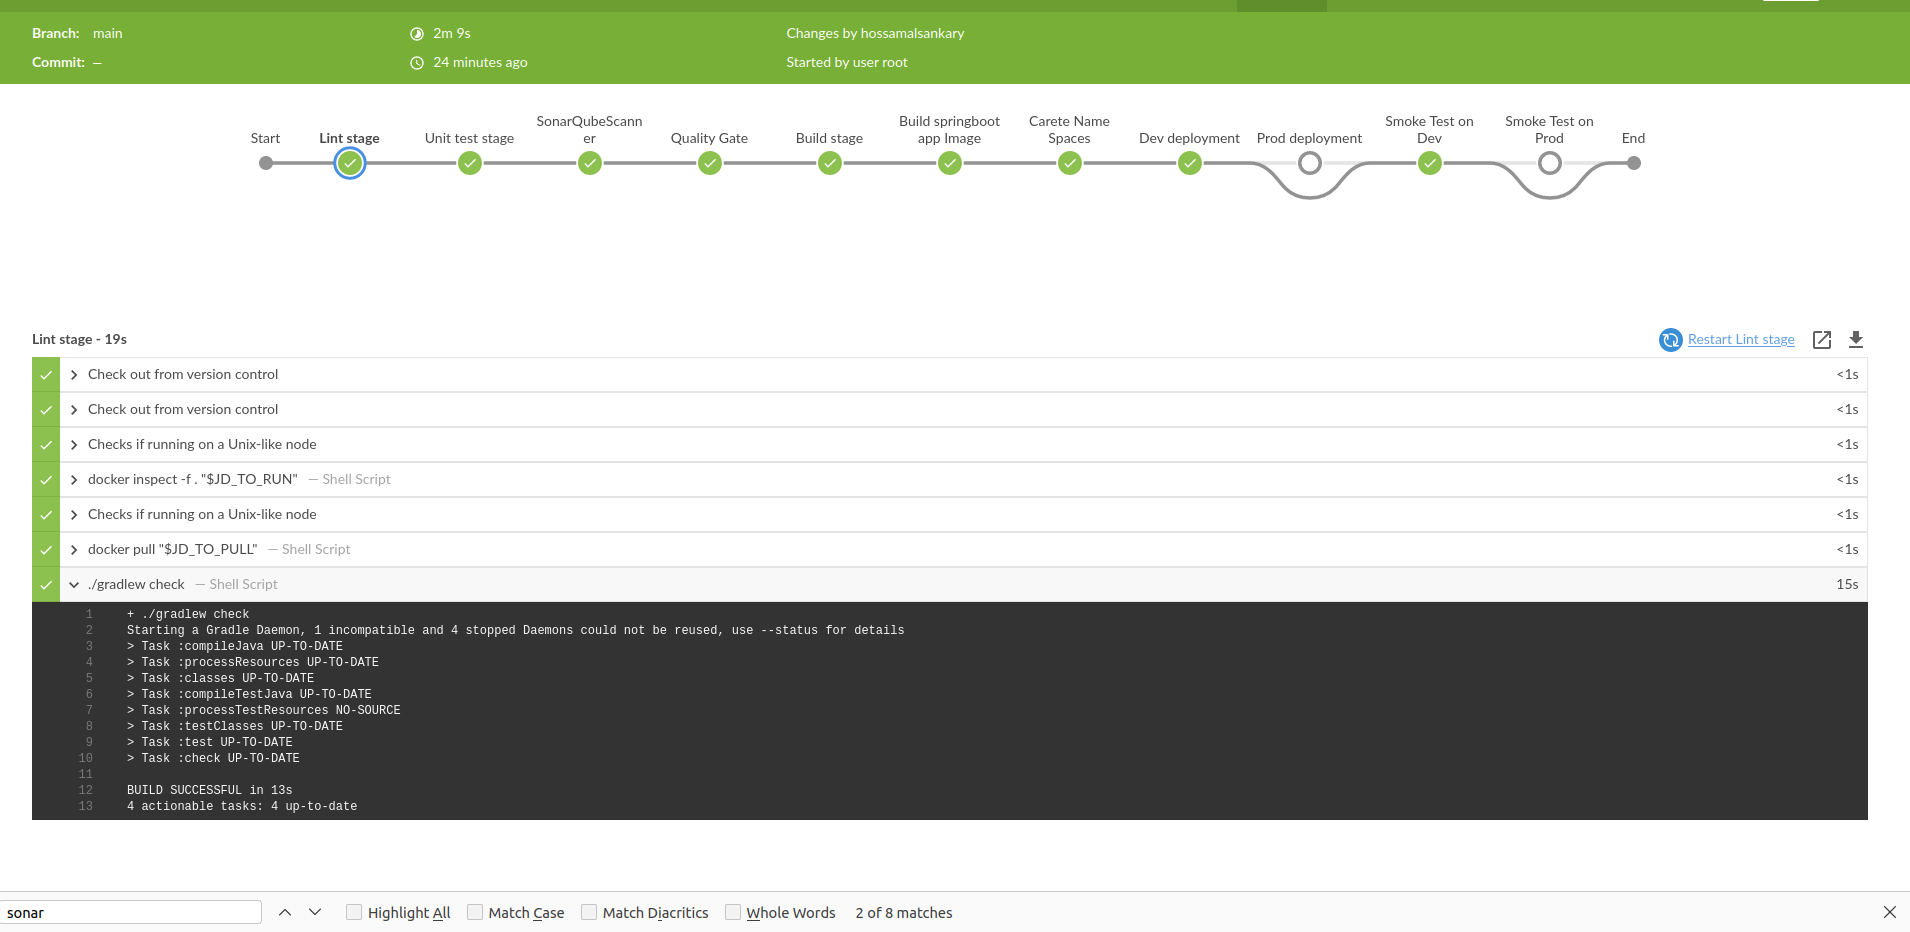 Branch: main
2m 9s
Changes by hossamalsankary
Commit: —
24 minutes ago
Started by user root
Start
Lint stage
Unit test stage
SonarQubeScann
er
Quality Gate
Build stage
Build springboot
app Image
Carete Name
Spaces
Dev deployment
Prod deployment
Smoke Test on
Dev
Smoke Test on
Prod
End
Lint stage - 19s
Restart Lint stage
Check out from version control <1s
Check out from version control <1s
Checks if running on a Unix-like node <1s
docker inspect -f . "$JD_TO_RUN" — Shell Script <1s
Checks if running on a Unix-like node <1s
docker pull "$JD_TO_PULL" — Shell Script <1s
./gradlew check — Shell Script 15s
1 + ./gradlew check
2 Starting a Gradle Daemon, 1 incompatible and 4 stopped Daemons could not be reused, use --status for details
3 > Task :compileJava UP-TO-DATE
4 > Task :processResources UP-TO-DATE
5 > Task :classes UP-TO-DATE
6 > Task :compileTestJava UP-TO-DATE
7 > Task :processTestResources NO-SOURCE
8 > Task :testClasses UP-TO-DATE
9 > Task :test UP-TO-DATE
10 > Task :check UP-TO-DATE
11
12 BUILD SUCCESSFUL in 13s
13 4 actionable tasks: 4 up-to-date
sonar
Highlight All
Match Case
Match Diacritics
Whole Words
2 of 8 matches